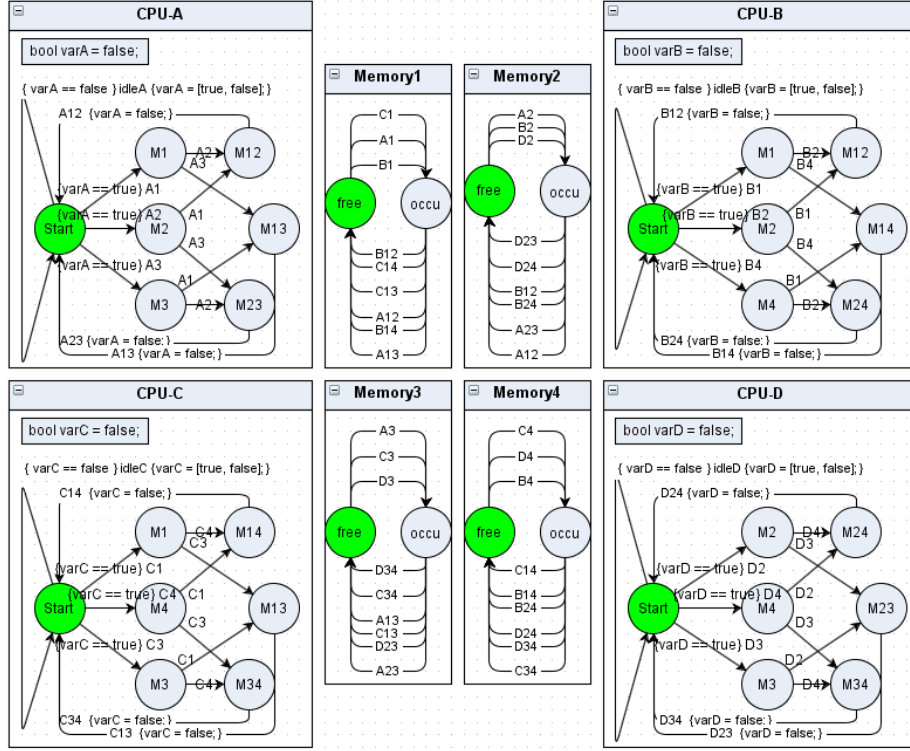 CPU-A
bool varA = false;
{ varA == false } idleA {varA = [true, false];}
A12 {varA = false;}
M1
A2
M12
A3
{varA == true} A1
{varA == true} A2
A1
Start
M2
M13
A3
{varA == true} A3
A1
M3
A2
M23
A23 {varA = false;}
A13 {varA = false;}
Memory1
C1
A1
B1
free
occu
B12
C14
C13
A12
B14
A13
Memory2
A2
B2
D2
free
occu
D23
D24
B12
B24
A23
A12
CPU-B
bool varB = false;
{ varB == false } idleB {varB = [true, false];}
B12 {varB = false;}
M1
B2
M12
B4
{varB == true} B1
{varB == true} B2
B1
Start
M2
M14
B4
{varB == true} B4
B1
M4
B2
M24
B24 {varB = false;}
B14 {varB = false;}
CPU-C
bool varC = false;
{ varC == false } idleC {varC = [true, false];}
C14 {varC = false;}
M1
C4
M14
C3
{varC == true} C1
{varC == true} C4
C1
Start
M4
M13
C3
{varC == true} C3
C1
M3
C4
M34
C34 {varC = false;}
C13 {varC = false;}
Memory3
A3
C3
D3
free
occu
D34
C34
A13
C13
D23
A23
Memory4
C4
D4
B4
free
occu
C14
B14
B24
D24
D34
C34
CPU-D
bool varD = false;
{ varD == false } idleD {varD = [true, false];}
D24 {varD = false;}
M2
D4
M24
D3
{varD == true} D2
{varD == true} D4
D2
Start
M4
M23
D3
{varD == true} D3
D2
M3
D4
M34
D34 {varD = false;}
D23 {varD = false;}